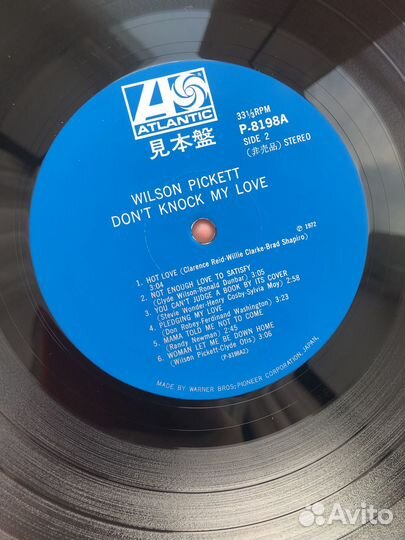 ATLANTIC
見本盤
33⅓RPM
P-8198A
SIDE 2
(非売品) STEREO
WILSON PICKETT
DON'T KNOCK MY LOVE
℗ 1972
1. HOT LOVE (Clarence Reid-Willie Clarke-Brad Shapiro)
3:04
2. NOT ENOUGH LOVE TO SATISFY
(Clyde Wilson-Ronald Dunbar) 3:05
3. YOU CAN'T JUDGE A BOOK BY ITS COVER
(Stevie Wonder-Henry Cosby-Sylvia Moy) 2:58
4. PLEDGING MY LOVE
(Don Robey-Ferdinand Washington) 3:23
5. MAMA TOLD ME NOT TO COME
(Randy Newman) 2:45
6. WOMAN LET ME BE DOWN HOME
(Wilson Pickett-Clyde Otis) 3:06
(P-8198A2)
MADE BY WARNER BROS.-PIONEER CORPORATION, JAPAN.
Avito